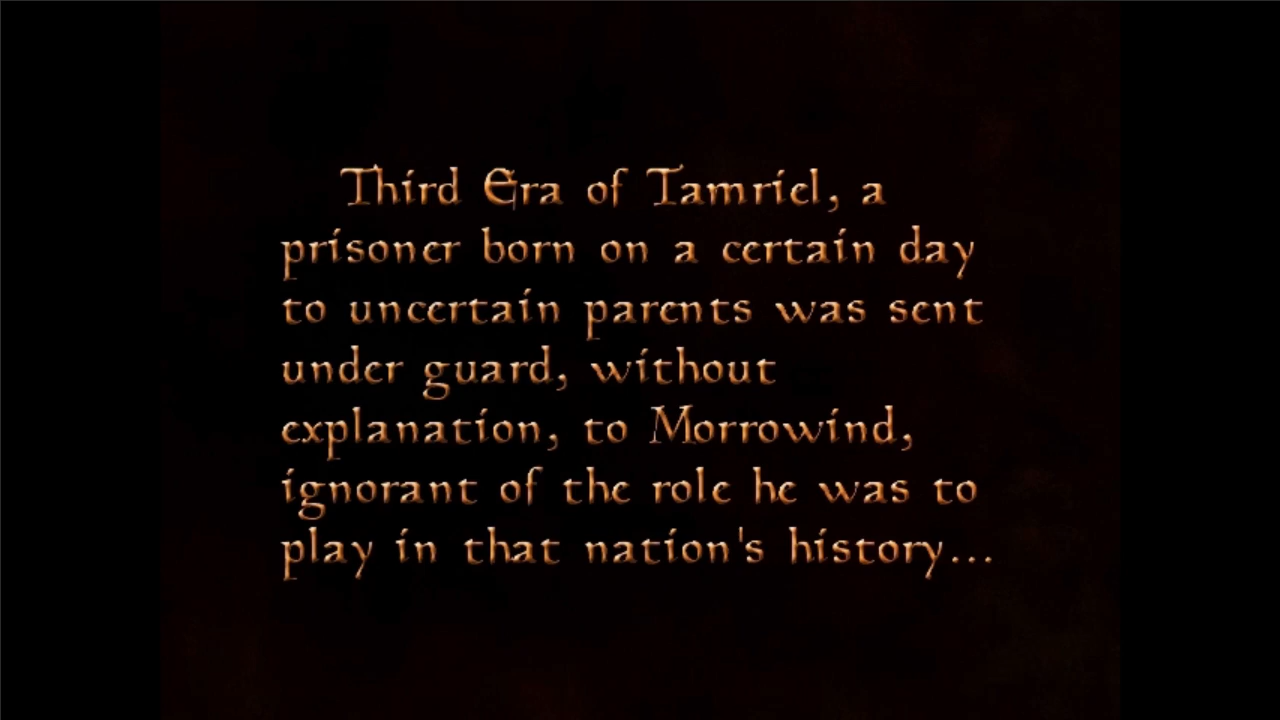 Third Era of Tamriel, a
prisoner born on a certain day
to uncertain parents was sent
under guard, without
explanation, to Morrowind,
ignorant of the role he was to
play in that nation's history...